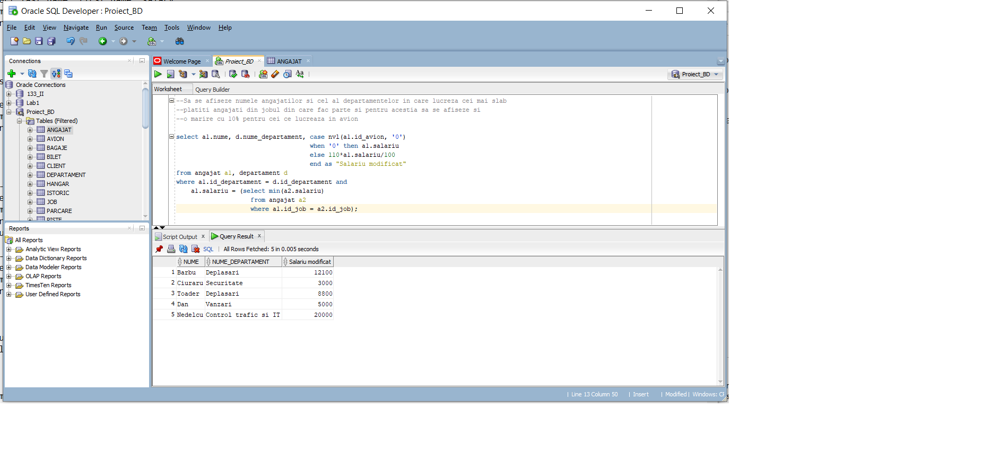 Oracle SQL Developer : Proiect_BD
File Edit View Navigate Run Source Team Tools Window Help
Connections
Oracle Connections
133_II
Lab1
Proiect_BD
Tables (Filtered)
ANGAJAT
AVION
BAGAJE
BILET
CLIENT
DEPARTAMENT
HANGAR
ISTORIC
JOB
PARCARE
PISTE
Reports
All Reports
Analytic View Reports
Data Dictionary Reports
Data Modeler Reports
OLAP Reports
TimesTen Reports
User Defined Reports
Welcome Page Proiect_BD ANGAJAT
Proiect_BD
Worksheet Query Builder
--Sa se afiseze numele angajatilor si cel al departamentelor in care lucreza cei mai slab
--platiti angajati din jobul din care fac parte si pentru acestia sa se afiseze si
--o marire cu 10% pentru cei ce lucreaza in avion
select a1.nume, d.nume_departament, case nvl(a1.id_avion, '0')
when '0' then a1.salariu
else 110*a1.salariu/100
end as "Salariu modificat"
from angajat a1, departament d
where a1.id_departament = d.id_departament and
a1.salariu = (select min(a2.salariu)
from angajat a2
where a1.id_job = a2.id_job);
Script Output x Query Result x
SQL | All Rows Fetched: 5 in 0.005 seconds
NUME NUME_DEPARTAMENT Salariu modificat
1 Barbu Deplasari 12100
2 Ciuraru Securitate 3000
3 Toader Deplasari 8800
4 Dan Vanzari 5000
5 Nedelcu Control trafic si IT 20000
| Line 13 Column 50 | Insert | Modified | Windows: CR